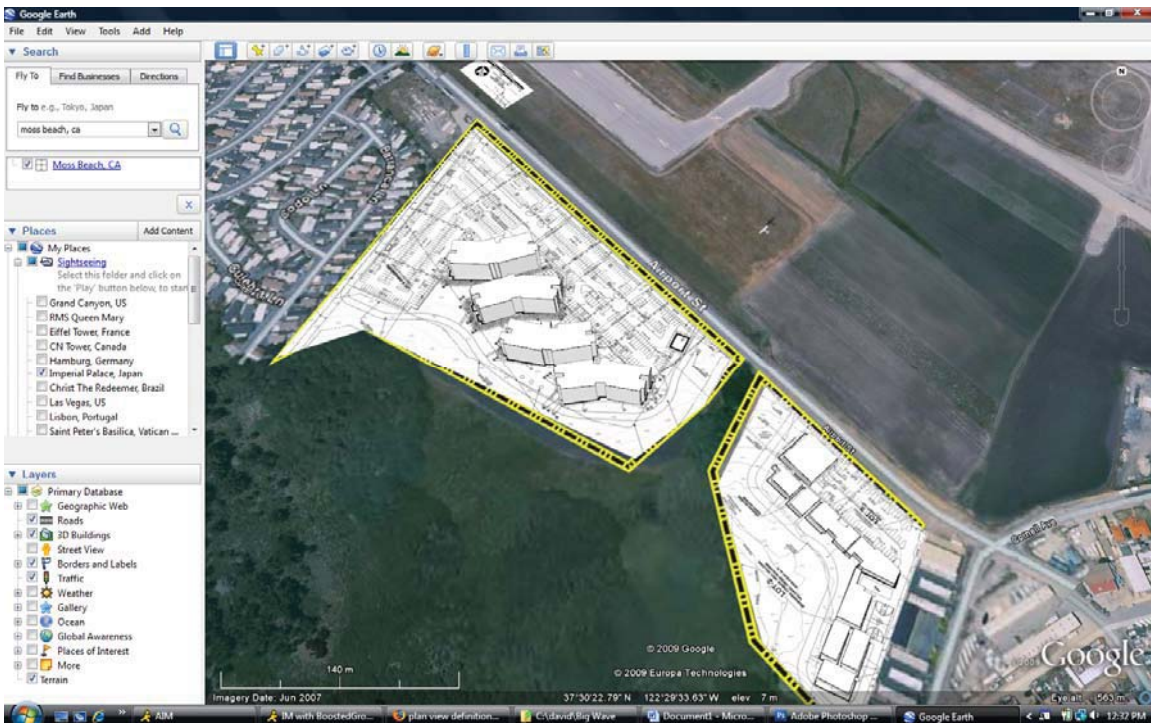 Google Earth
File Edit View Tools Add Help
Search
Fly To Find Businesses Directions
Fly to e.g., Tokyo, Japan
moss beach, ca
Moss Beach, CA
Places Add Content
My Places
Sightseeing
Select this folder and click on
the 'Play' button below, to start
Grand Canyon, US
RMS Queen Mary
Eiffel Tower, France
CN Tower, Canada
Hamburg, Germany
Imperial Palace, Japan
Christ The Redeemer, Brazil
Las Vegas, US
Lisbon, Portugal
Saint Peter's Basilica, Vatican ...
Layers
Primary Database
Geographic Web
Roads
3D Buildings
Street View
Borders and Labels
Traffic
Weather
Gallery
Ocean
Global Awareness
Places of Interest
More
Terrain
N
Airport St
Airport St
LOT 2
140 m
© 2009 Google
© 2009 Europa Technologies
©2009 Google
Imagery Date: Jun 2007 37°30'22.79" N 122°29'33.63" W elev 7 m Eye alt 563 m
AIM
IM with BoostedGro...
plan view definition...
C:\david\Big Wave
Document1 - Micro...
Adobe Photoshop ...
Google Earth
12:37 PM